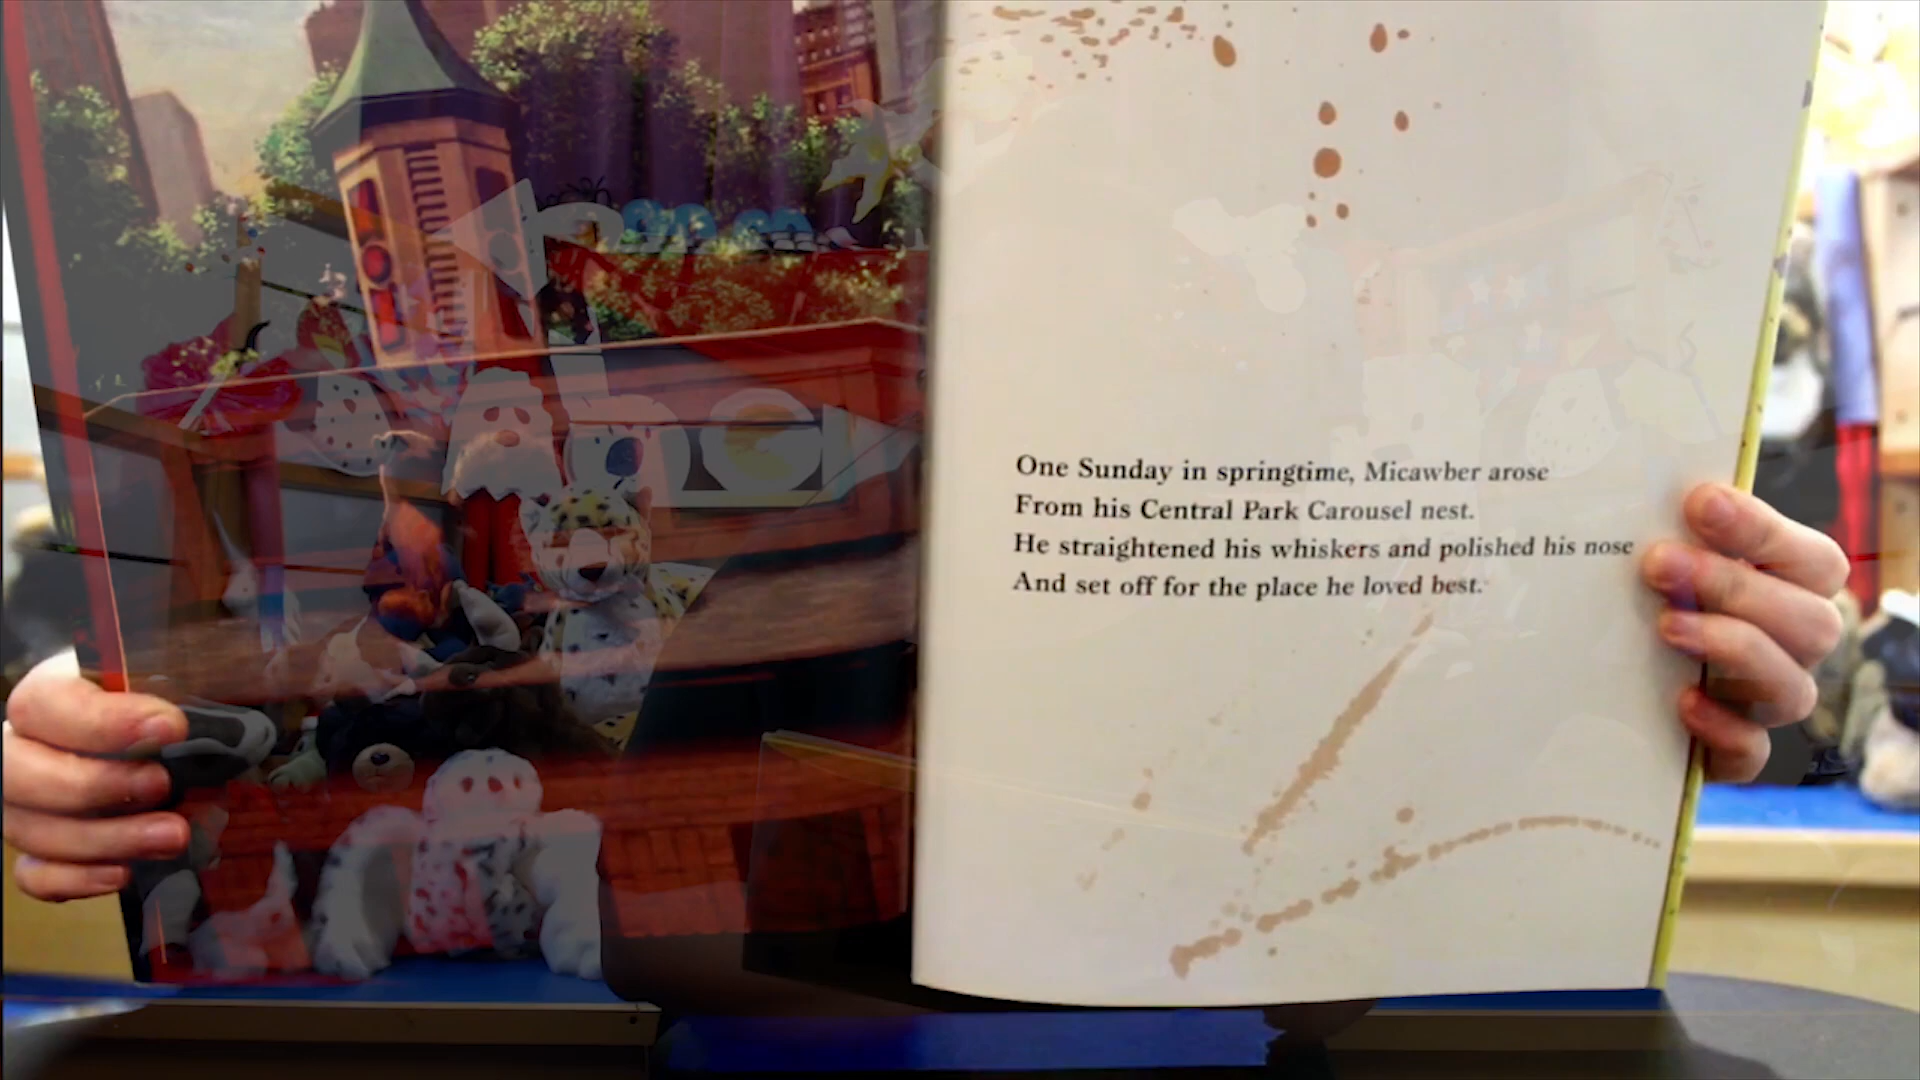 One Sunday in springtime, Micawber arose
From his Central Park Carousel nest.
He straightened his whiskers and polished his nose
And set off for the place he loved best.